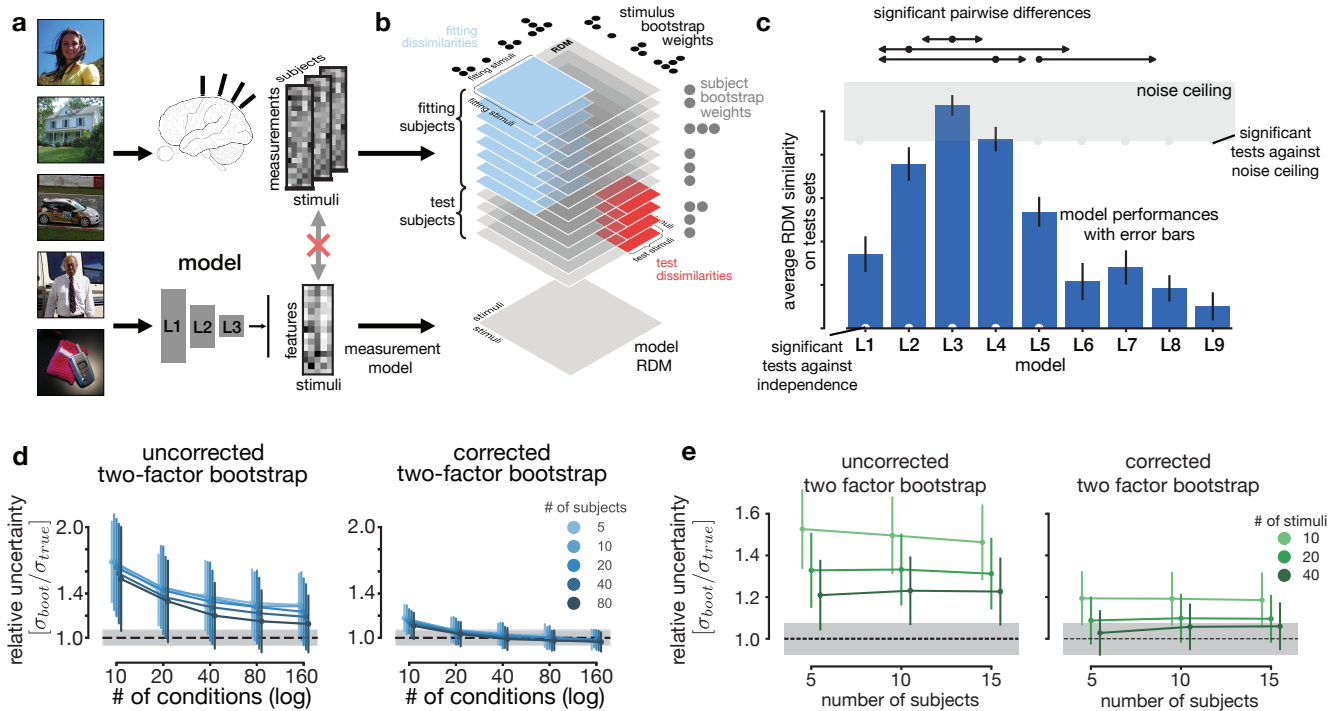 a
subjects
measurements
stimuli
model
L1
L2
L3
features
stimuli
measurement
model
b
fitting
dissimilarities
stimulus
bootstrap
weights
RDM
fitting stimuli
fitting stimuli
fitting
subjects
test
subjects
subject
bootstrap
weights
test stimuli
test
dissimilarities
stimuli
stimuli
model
RDM
c
significant pairwise differences
noise ceiling
significant
tests against
noise ceiling
average RDM similarity
on tests sets
model performances
with error bars
significant
tests against
independence
L1 L2 L3 L4 L5 L6 L7 L8 L9
model
d
uncorrected
two-factor bootstrap
corrected
two-factor bootstrap
relative uncertainty
[σboot/σtrue]
2.0
1.4
1.0
10 20 40 80 160
# of conditions (log)
2.0
1.4
1.0
10 20 40 80 160
# of conditions (log)
# of subjects
5
10
20
40
80
e
uncorrected
two factor bootstrap
corrected
two factor bootstrap
relative uncertainty
[σboot/σtrue]
1.6
1.4
1.2
1.0
5 10 15
number of subjects
5 10 15
number of subjects
# of stimuli
10
20
40